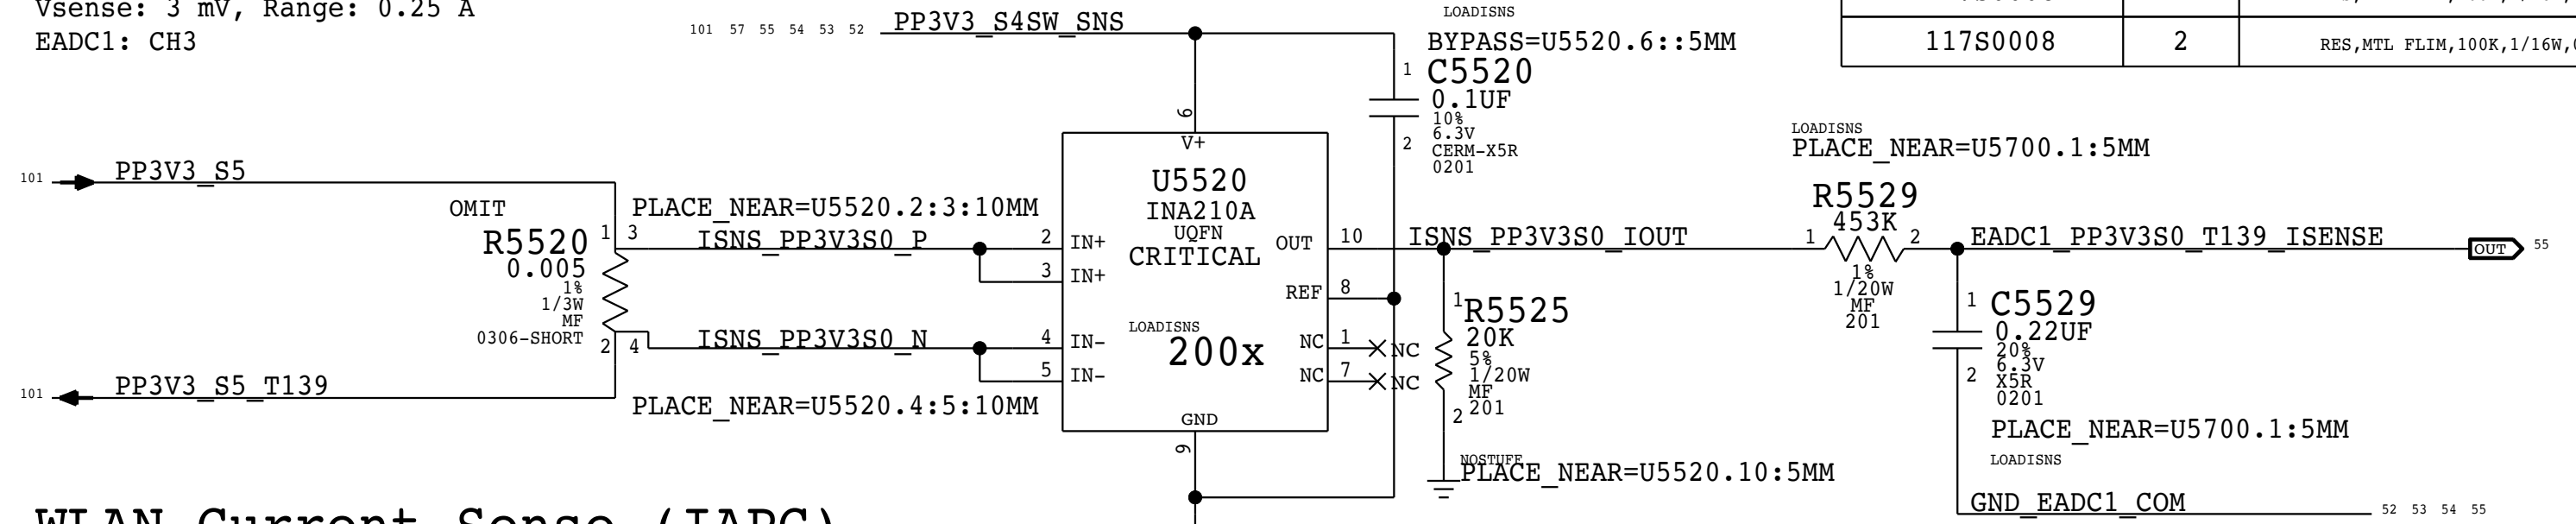 Vsense: 3 mV, Range: 0.25 A
EADC1: CH3
101 57 55 54 53 52 PP3V3_S4SW_SNS
LOADISNS
BYPASS=U5520.6::5MM
1 C5520
0.1UF
10%
6.3V
2 CERM-X5R
0201
117S0008 2 RES,MTL FLIM,100K,1/16W,
6
V+
U5520
INA210A
UQFN
CRITICAL
LOADISNS
200x
101 PP3V3_S5
OMIT
R5520
0.005
1%
1/3W
MF
0306-SHORT
1 3
2 4
PLACE_NEAR=U5520.2:3:10MM
ISNS_PP3V3S0_P
2 IN+
3 IN+
ISNS_PP3V3S0_N
4 IN-
5 IN-
101 PP3V3_S5_T139
PLACE_NEAR=U5520.4:5:10MM
OUT 10
REF 8
NC 1 NC
NC 7 NC
GND
9
ISNS_PP3V3S0_IOUT
1 R5525
20K
5%
1/20W
MF
2 201
NOSTUFF
PLACE_NEAR=U5520.10:5MM
LOADISNS
PLACE_NEAR=U5700.1:5MM
R5529
453K
1 2
1%
1/20W
MF
201
EADC1_PP3V3S0_T139_ISENSE
OUT 55
1 C5529
0.22UF
20%
6.3V
2 X5R
0201
PLACE_NEAR=U5700.1:5MM
LOADISNS
GND_EADC1_COM 52 53 54 55
WLAN Current Sense (IAPC)